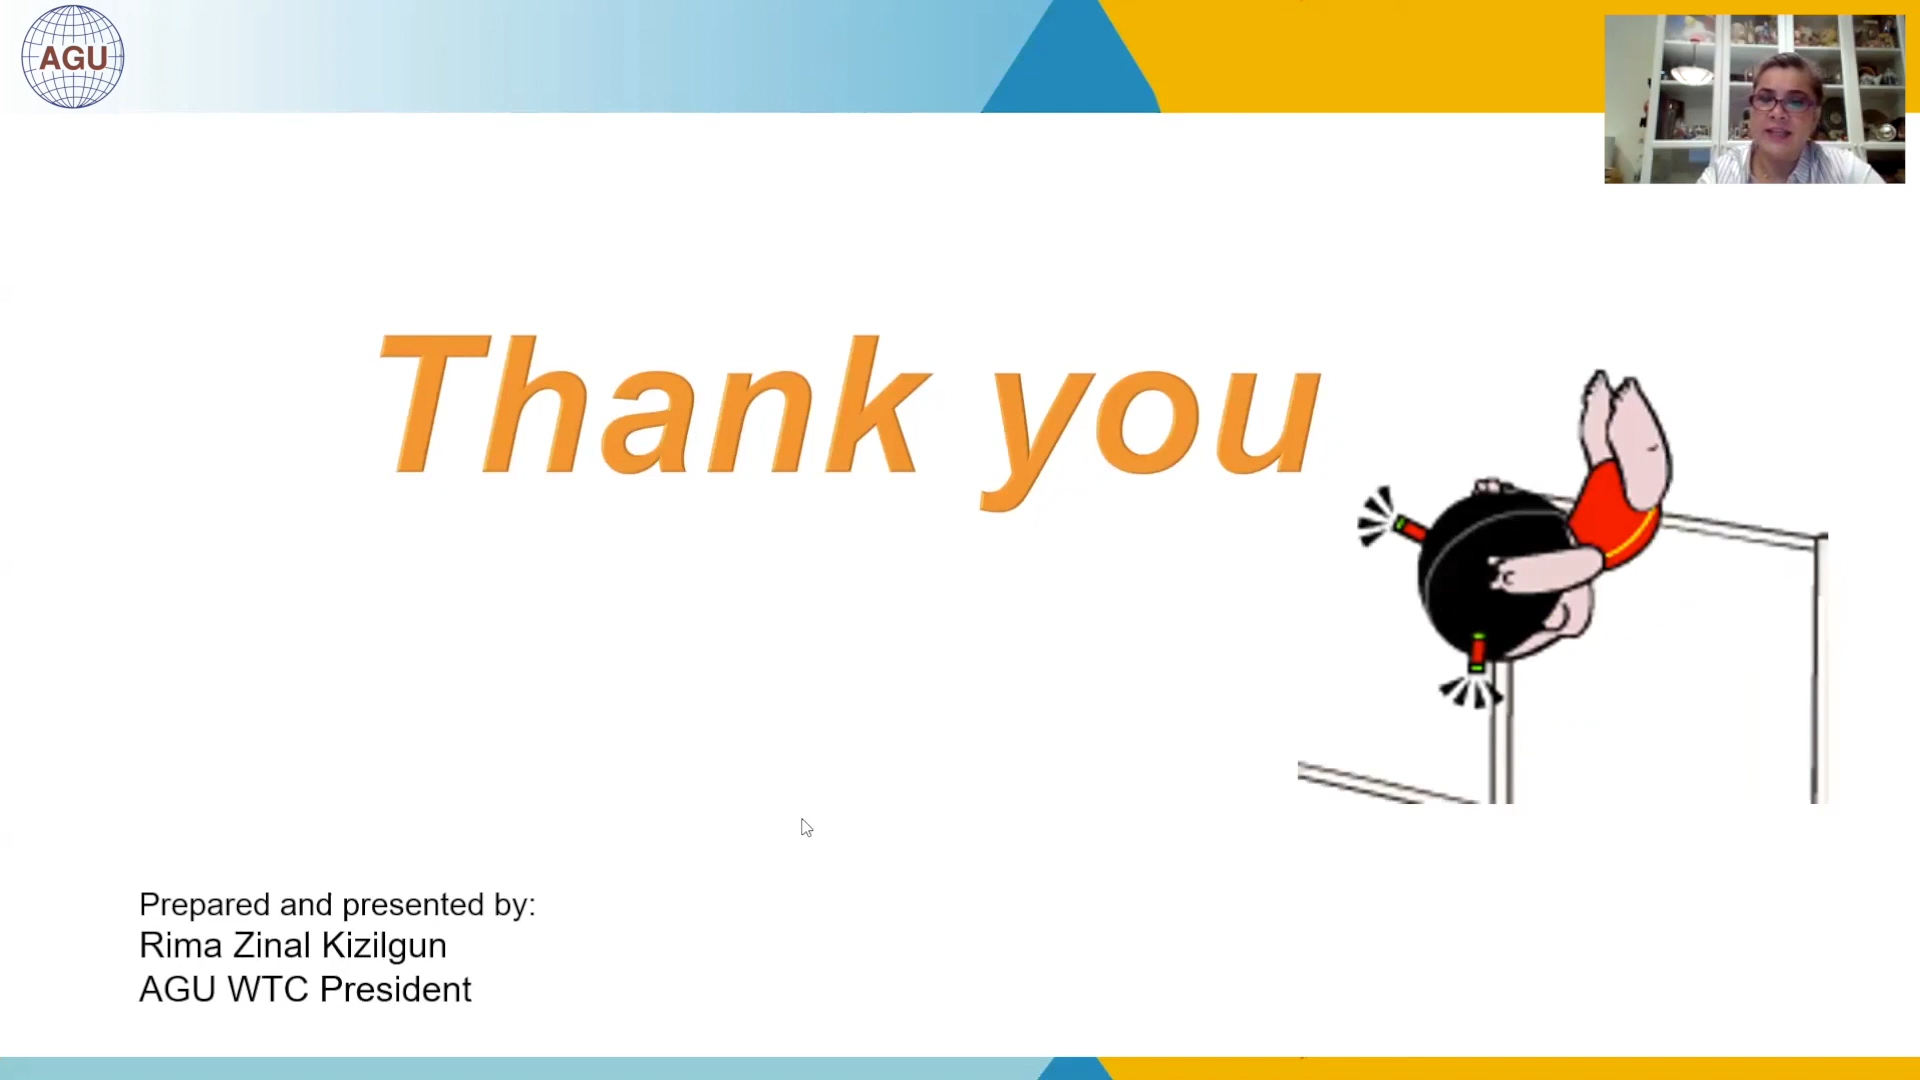 AGU
Thank you
Prepared and presented by:
Rima Zinal Kizilgun
AGU WTC President